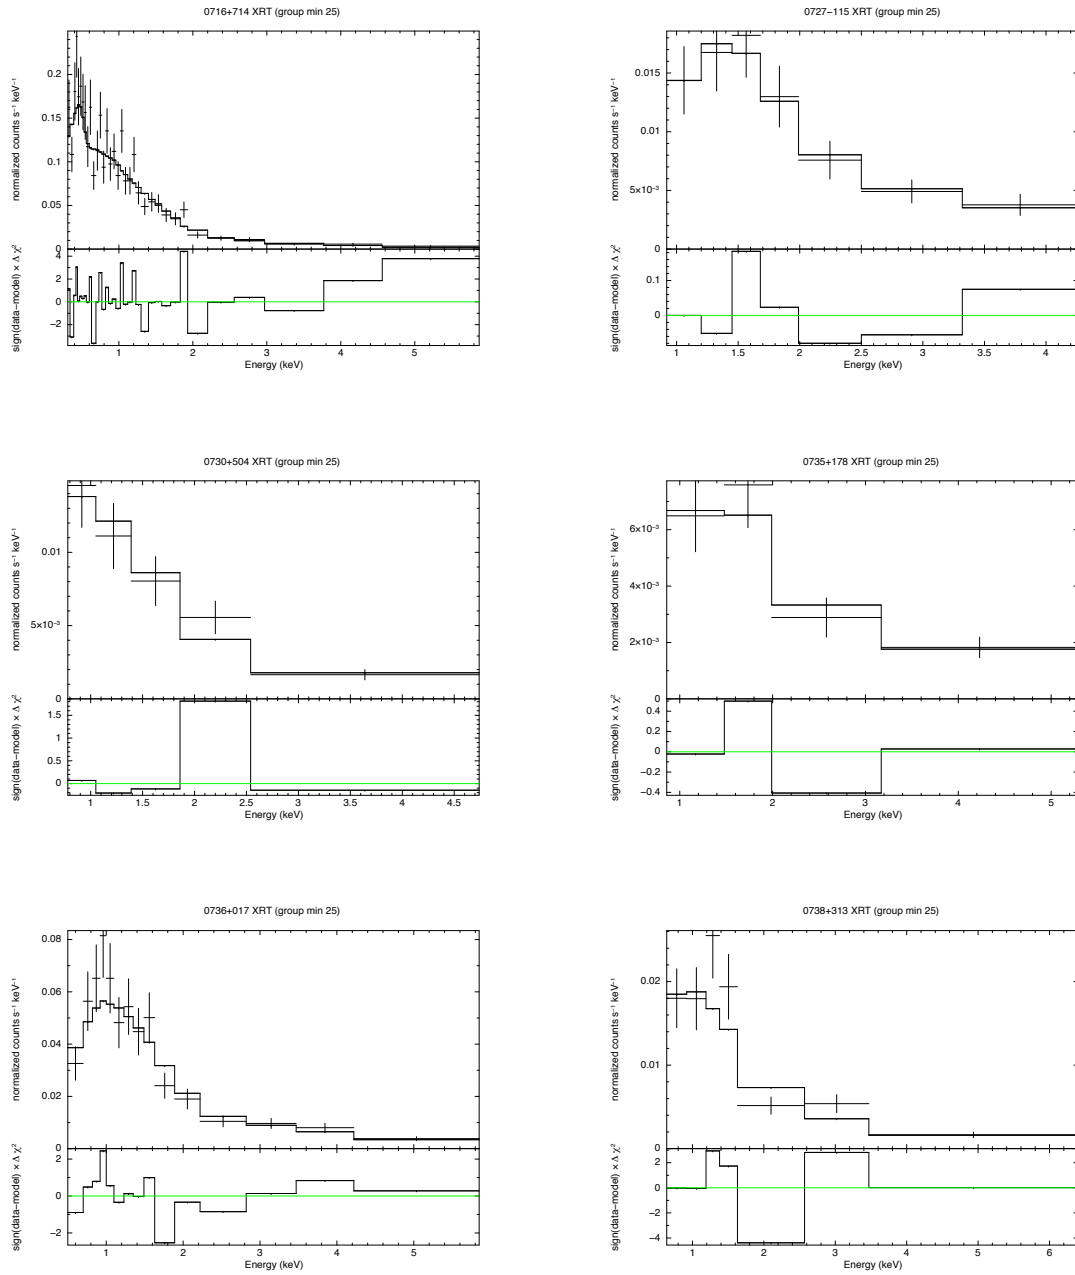 0716+714 XRT (group min 25)
normalized counts s⁻¹ keV⁻¹
0.2
0.15
0.1
0.05
0
sign(data−model) × Δ χ²
4
2
0
−2
1 2 3 4 5
Energy (keV)
0727−115 XRT (group min 25)
normalized counts s⁻¹ keV⁻¹
0.015
0.01
5×10⁻³
0
sign(data−model) × Δ χ²
0.1
0
1 1.5 2 2.5 3 3.5 4
Energy (keV)
0730+504 XRT (group min 25)
normalized counts s⁻¹ keV⁻¹
0.01
5×10⁻³
0
sign(data−model) × Δ χ²
1.5
1
0.5
0
1 1.5 2 2.5 3 3.5 4 4.5
Energy (keV)
0735+178 XRT (group min 25)
normalized counts s⁻¹ keV⁻¹
6×10⁻³
4×10⁻³
2×10⁻³
0
sign(data−model) × Δ χ²
0.4
0.2
0
−0.2
−0.4
1 2 3 4 5
Energy (keV)
0736+017 XRT (group min 25)
normalized counts s⁻¹ keV⁻¹
0.08
0.06
0.04
0.02
0
sign(data−model) × Δ χ²
2
0
−2
1 2 3 4 5
Energy (keV)
0738+313 XRT (group min 25)
normalized counts s⁻¹ keV⁻¹
0.02
0.01
0
sign(data−model) × Δ χ²
2
0
−2
−4
1 2 3 4 5 6
Energy (keV)